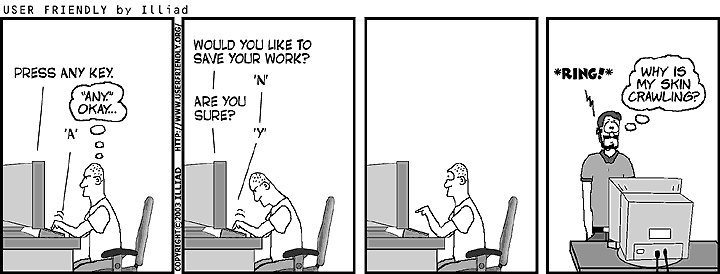 USER FRIENDLY by Illiad
PRESS ANY KEY.
"ANY."
OKAY...
'A'
COPYRIGHT © 2003 ILLIAD HTTP://WWW.USERFRIENDLY.ORG/
WOULD YOU LIKE TO
SAVE YOUR WORK?
'N'
ARE YOU
SURE?
'Y'
*RING!*
WHY IS
MY SKIN
CRAWLING?